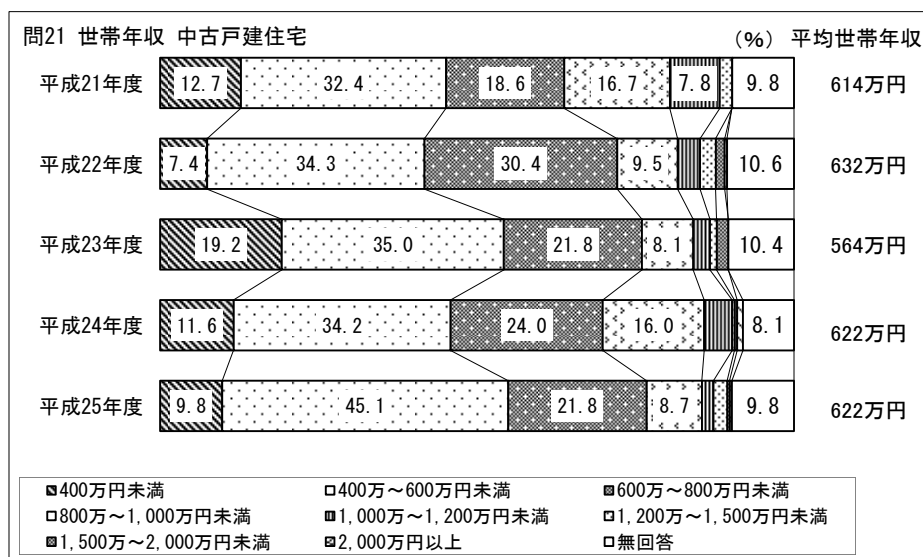 問21 世帯年収 中古戸建住宅 (%) 平均世帯年収
平成21年度 12.7 32.4 18.6 16.7 7.8 9.8 614万円
平成22年度 7.4 34.3 30.4 9.5 10.6 632万円
平成23年度 19.2 35.0 21.8 8.1 10.4 564万円
平成24年度 11.6 34.2 24.0 16.0 8.1 622万円
平成25年度 9.8 45.1 21.8 8.7 9.8 622万円
400万円未満 400万～600万円未満 600万～800万円未満
800万～1,000万円未満 1,000万～1,200万円未満 1,200万～1,500万円未満
1,500万～2,000万円未満 2,000万円以上 無回答